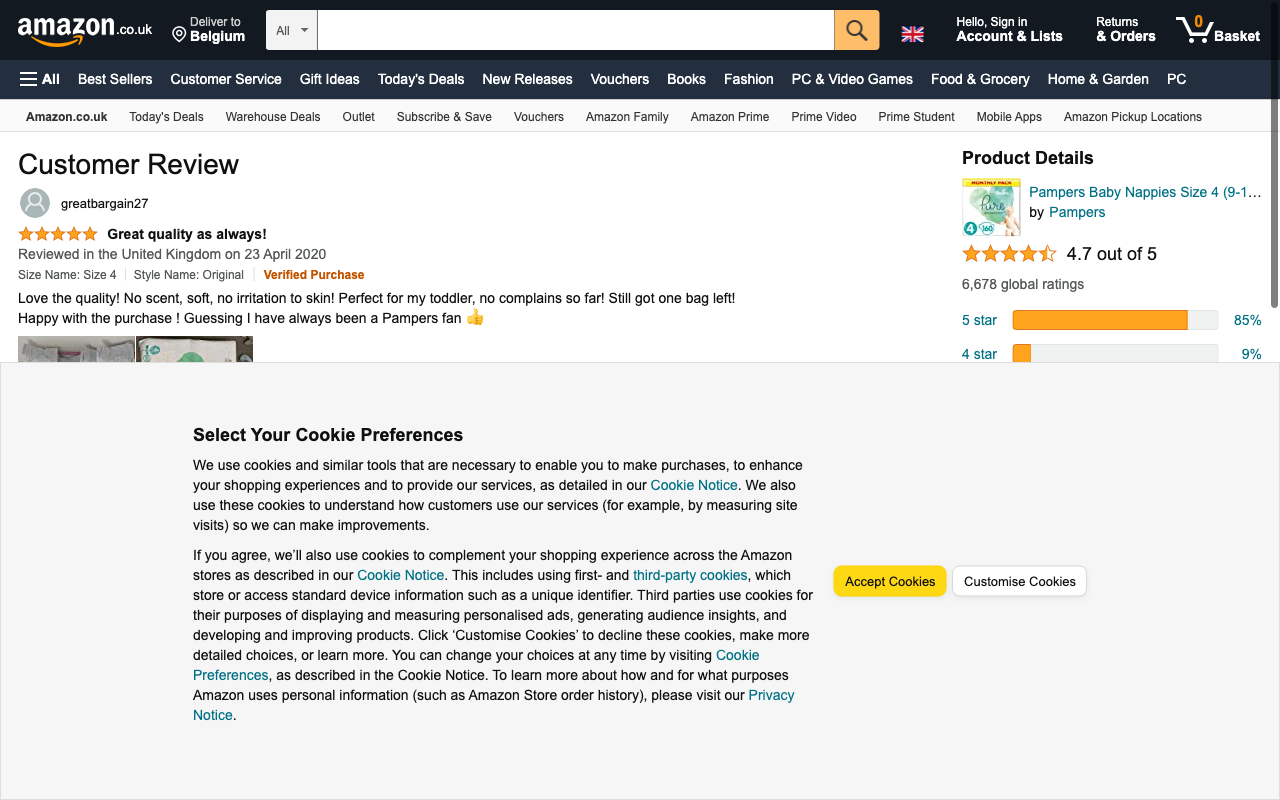 amazon.co.uk
Deliver to
Belgium
All
Hello, Sign in
Account & Lists
Returns
& Orders
0
Basket
All
Best Sellers
Customer Service
Gift Ideas
Today's Deals
New Releases
Vouchers
Books
Fashion
PC & Video Games
Food & Grocery
Home & Garden
PC
Amazon.co.uk
Today's Deals
Warehouse Deals
Outlet
Subscribe & Save
Vouchers
Amazon Family
Amazon Prime
Prime Video
Prime Student
Mobile Apps
Amazon Pickup Locations
Customer Review
greatbargain27
Great quality as always!
Reviewed in the United Kingdom on 23 April 2020
Size Name: Size 4
Style Name: Original
Verified Purchase
Love the quality! No scent, soft, no irritation to skin! Perfect for my toddler, no complains so far! Still got one bag left!
Happy with the purchase ! Guessing I have always been a Pampers fan 👍
Product Details
MONTHLY PACK
Pure
4
160
Pampers Baby Nappies Size 4 (9-1...
by Pampers
4.7 out of 5
6,678 global ratings
5 star
85%
4 star
9%
Select Your Cookie Preferences
We use cookies and similar tools that are necessary to enable you to make purchases, to enhance
your shopping experiences and to provide our services, as detailed in our Cookie Notice. We also
use these cookies to understand how customers use our services (for example, by measuring site
visits) so we can make improvements.
If you agree, we’ll also use cookies to complement your shopping experience across the Amazon
stores as described in our Cookie Notice. This includes using first- and third-party cookies, which
store or access standard device information such as a unique identifier. Third parties use cookies for
their purposes of displaying and measuring personalised ads, generating audience insights, and
developing and improving products. Click ‘Customise Cookies’ to decline these cookies, make more
detailed choices, or learn more. You can change your choices at any time by visiting Cookie
Preferences, as described in the Cookie Notice. To learn more about how and for what purposes
Amazon uses personal information (such as Amazon Store order history), please visit our Privacy
Notice.
Accept Cookies
Customise Cookies